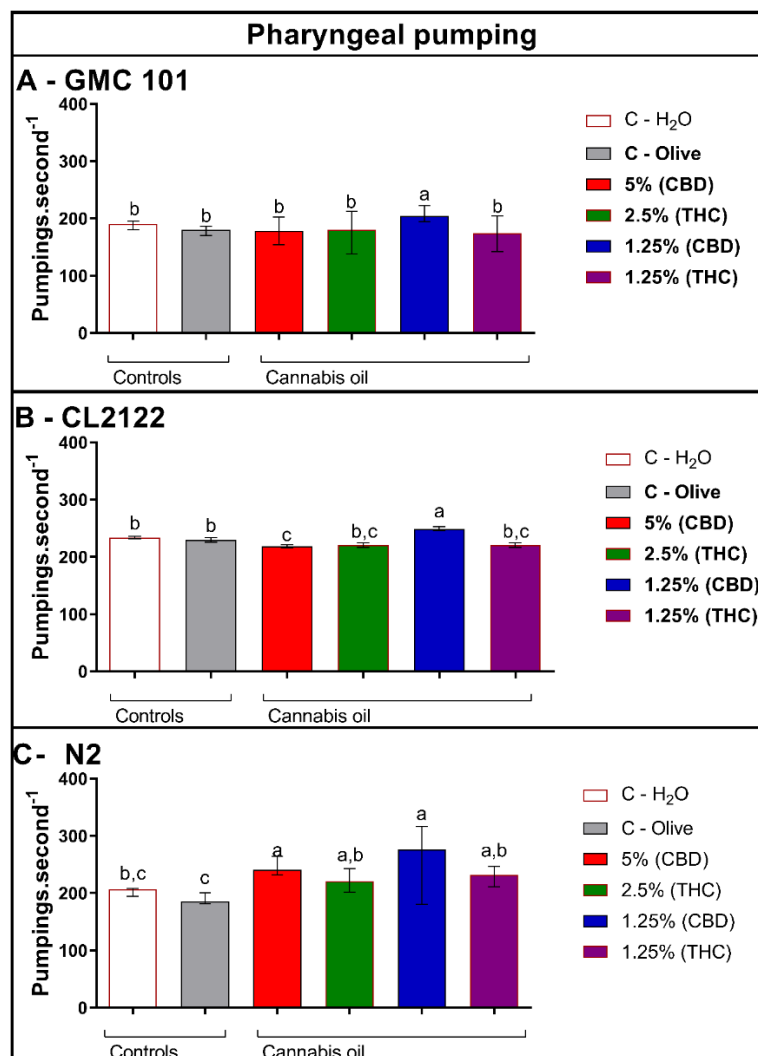 Pharyngeal pumping
A - GMC 101
400
300
200
100
0
Pumpings.second⁻¹
b
b
b
b
a
b
Controls
Cannabis oil
C - H₂O
C - Olive
5% (CBD)
2.5% (THC)
1.25% (CBD)
1.25% (THC)
B - CL2122
400
300
200
100
0
Pumpings.second⁻¹
b
b
c
b,c
a
b,c
Controls
Cannabis oil
C - H₂O
C - Olive
5% (CBD)
2.5% (THC)
1.25% (CBD)
1.25% (THC)
C - N2
400
300
200
100
0
Pumpings.second⁻¹
b,c
c
a
a,b
a
a,b
Controls
Cannabis oil
C - H₂O
C - Olive
5% (CBD)
2.5% (THC)
1.25% (CBD)
1.25% (THC)